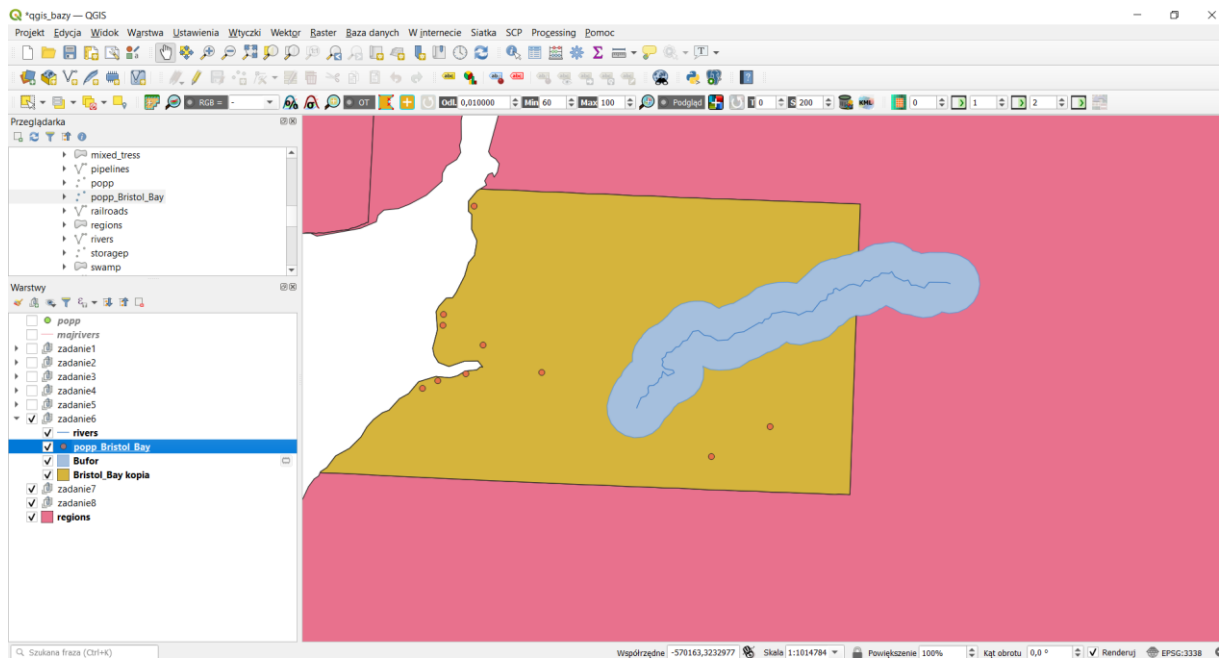 *qgis_bazy — QGIS
Projekt Edycja Widok Warstwa Ustawienia Wtyczki Wektor Raster Baza danych W internecie Siatka SCP Processing Pomoc
RGB = - OT Odl. 0,010000 Min 60 Max 100 Podgląd T 0 S 200 KML 0 1 2
Przeglądarka
mixed_tress
pipelines
popp
popp_Bristol_Bay
railroads
regions
rivers
storagep
swamp
Warstwy
popp
majrivers
zadanie1
zadanie2
zadanie3
zadanie4
zadanie5
zadanie6
rivers
popp_Bristol_Bay
Bufor
Bristol_Bay kopia
zadanie7
zadanie8
regions
Szukana fraza (Ctrl+K) Współrzędne -570163,3232977 Skala 1:1014784 Powiększenie 100% Kąt obrotu 0,0 ° Renderuj EPSG:3338